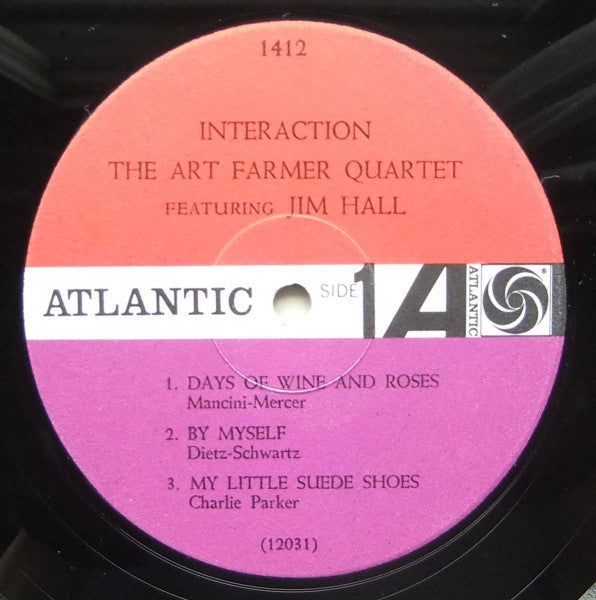 1412
INTERACTION
THE ART FARMER QUARTET
FEATURING JIM HALL
ATLANTIC SIDE 1 A ATLANTIC ®
1. DAYS OF WINE AND ROSES
Mancini-Mercer
2. BY MYSELF
Dietz-Schwartz
3. MY LITTLE SUEDE SHOES
Charlie Parker
(12031)